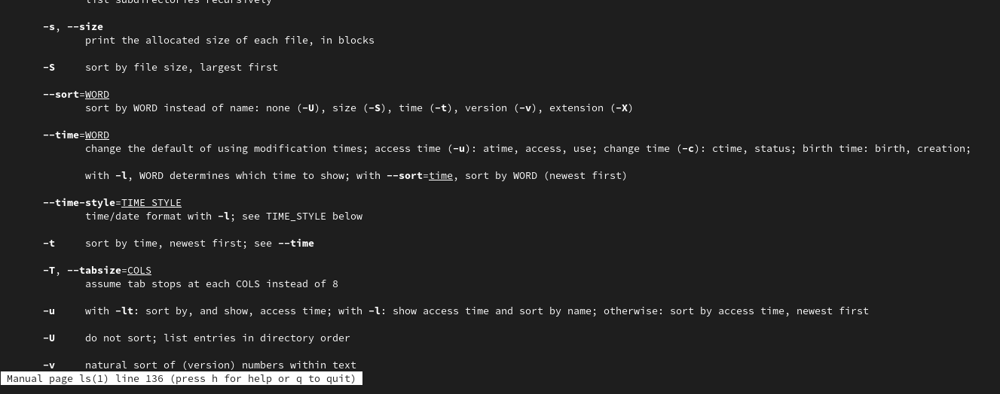 list subdirectories recursively
-s, --size
print the allocated size of each file, in blocks
-S sort by file size, largest first
--sort=WORD
sort by WORD instead of name: none (-U), size (-S), time (-t), version (-v), extension (-X)
--time=WORD
change the default of using modification times; access time (-u): atime, access, use; change time (-c): ctime, status; birth time: birth, creation;
with -l, WORD determines which time to show; with --sort=time, sort by WORD (newest first)
--time-style=TIME_STYLE
time/date format with -l; see TIME_STYLE below
-t sort by time, newest first; see --time
-T, --tabsize=COLS
assume tab stops at each COLS instead of 8
-u with -lt: sort by, and show, access time; with -l: show access time and sort by name; otherwise: sort by access time, newest first
-U do not sort; list entries in directory order
-v natural sort of (version) numbers within text
Manual page ls(1) line 136 (press h for help or q to quit)